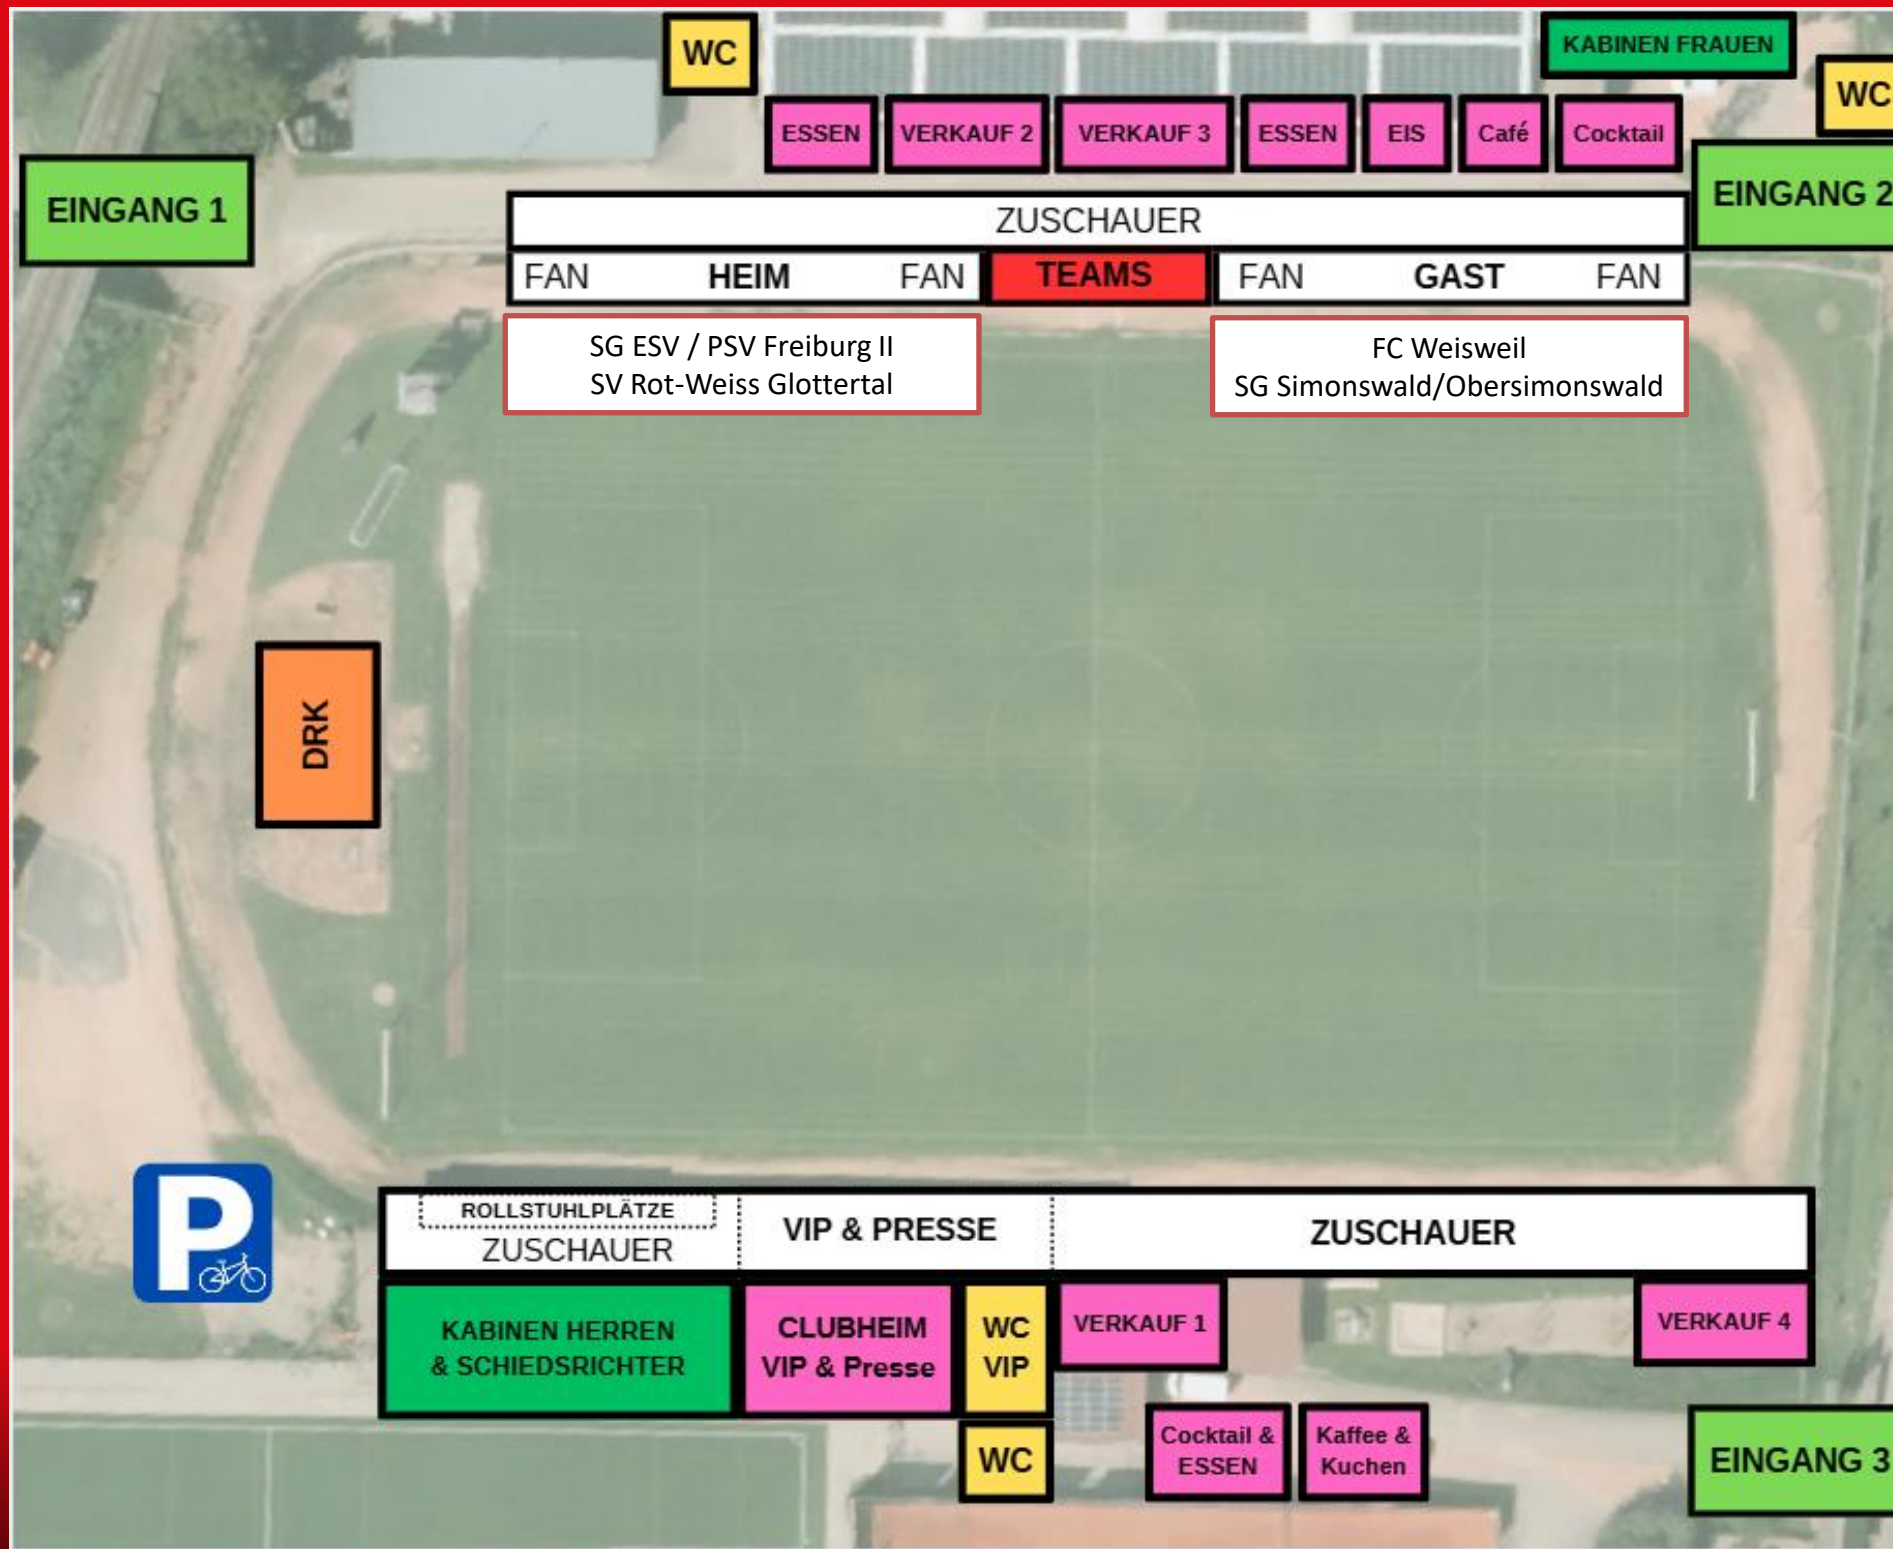 WC
KABINEN FRAUEN
WC
ESSEN
VERKAUF 2
VERKAUF 3
ESSEN
EIS
Café
Cocktail
EINGANG 1
EINGANG 2
ZUSCHAUER
FAN HEIM FAN
TEAMS
FAN GAST FAN
SG ESV / PSV Freiburg II
SV Rot-Weiss Glottertal
FC Weisweil
SG Simonswald/Obersimonswald
DRK
P
ROLLSTUHLPLÄTZE
ZUSCHAUER
VIP & PRESSE
ZUSCHAUER
KABINEN HERREN
& SCHIEDSRICHTER
CLUBHEIM
VIP & Presse
WC
VIP
VERKAUF 1
VERKAUF 4
WC
Cocktail &
ESSEN
Kaffee &
Kuchen
EINGANG 3